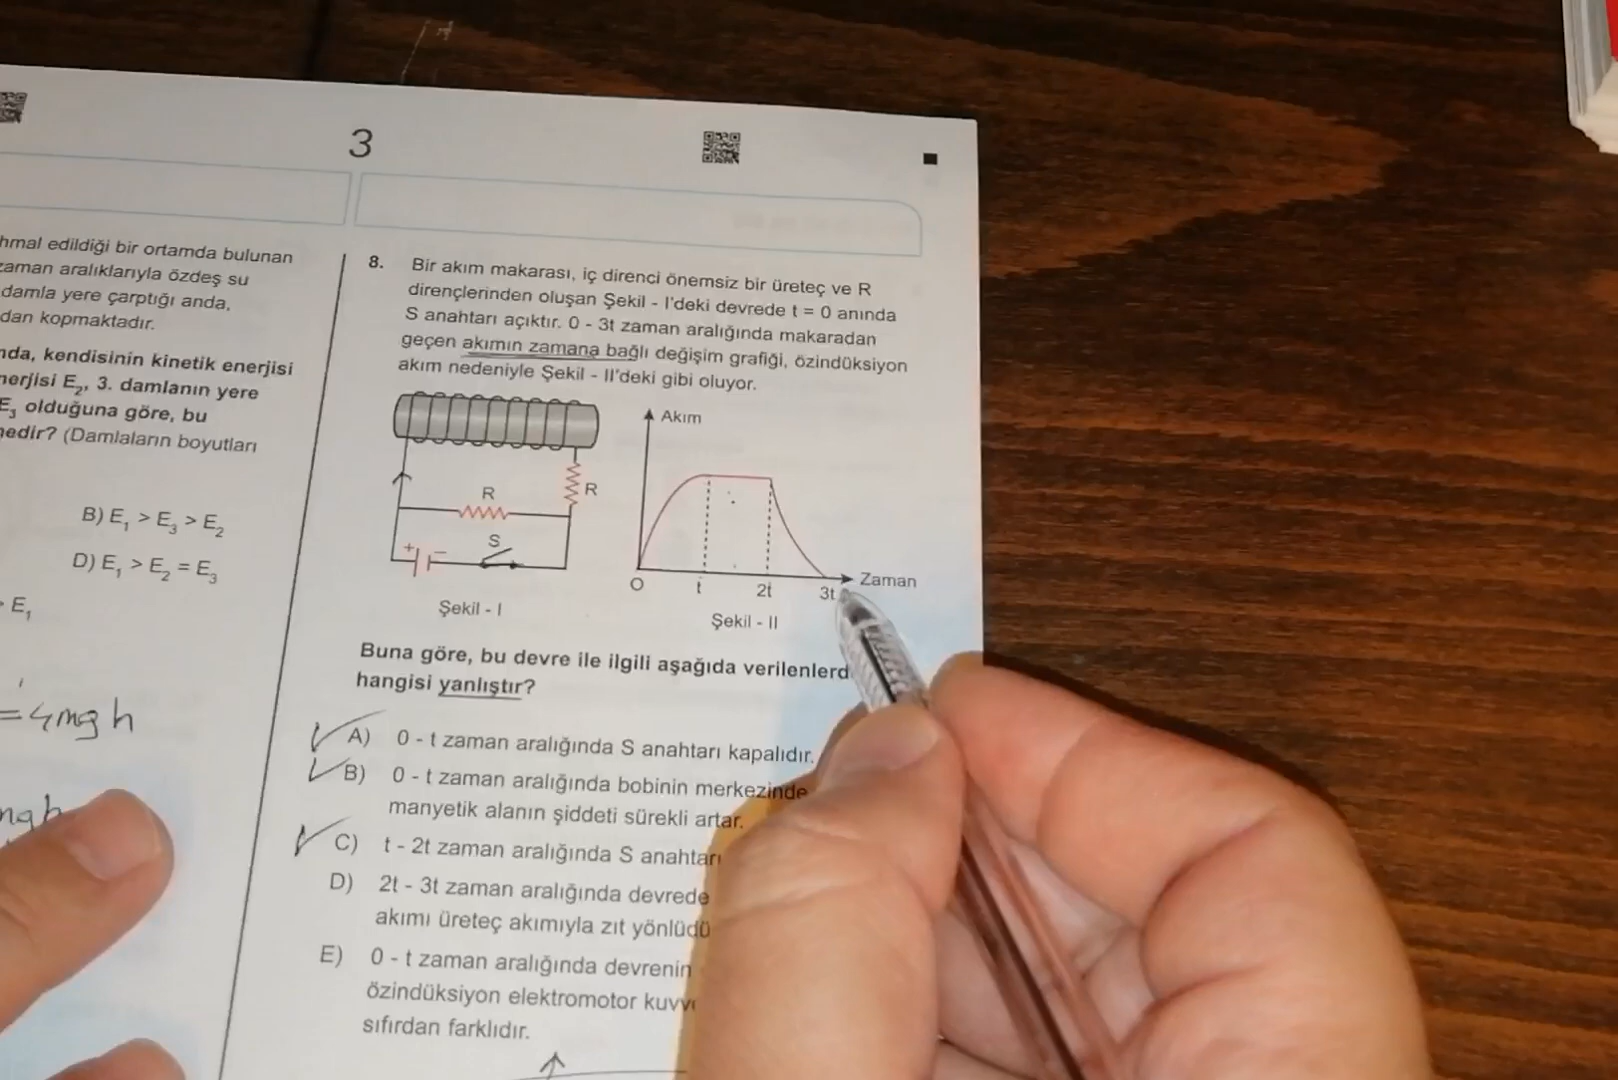 3
hmal edildiği bir ortamda bulunan
zaman aralıklarıyla özdeş su
damla yere çarptığı anda,
dan kopmaktadır.
nda, kendisinin kinetik enerjisi
nerjisi E₂, 3. damlanın yere
E₃ olduğuna göre, bu
nedir? (Damlaların boyutları
B) E₁ > E₃ > E₂
D) E₁ > E₂ = E₃
E₁
=4mgh
mgh
8. Bir akım makarası, iç direnci önemsiz bir üreteç ve R
dirençlerinden oluşan Şekil - I'deki devrede t = 0 anında
S anahtarı açıktır. 0 - 3t zaman aralığında makaradan
geçen akımın zamana bağlı değişim grafiği, özindüksiyon
akım nedeniyle Şekil - II'deki gibi oluyor.
Akım
R
R
S
+ −
O t 2t 3t Zaman
Şekil - I
Şekil - II
Buna göre, bu devre ile ilgili aşağıda verilenlerd
hangisi yanlıştır?
A) 0 - t zaman aralığında S anahtarı kapalıdır.
B) 0 - t zaman aralığında bobinin merkezinde
manyetik alanın şiddeti sürekli artar.
C) t - 2t zaman aralığında S anahtarı
D) 2t - 3t zaman aralığında devrede
akımı üreteç akımıyla zıt yönlüdü
E) 0 - t zaman aralığında devrenin
özindüksiyon elektromotor kuvve
sıfırdan farklıdır.